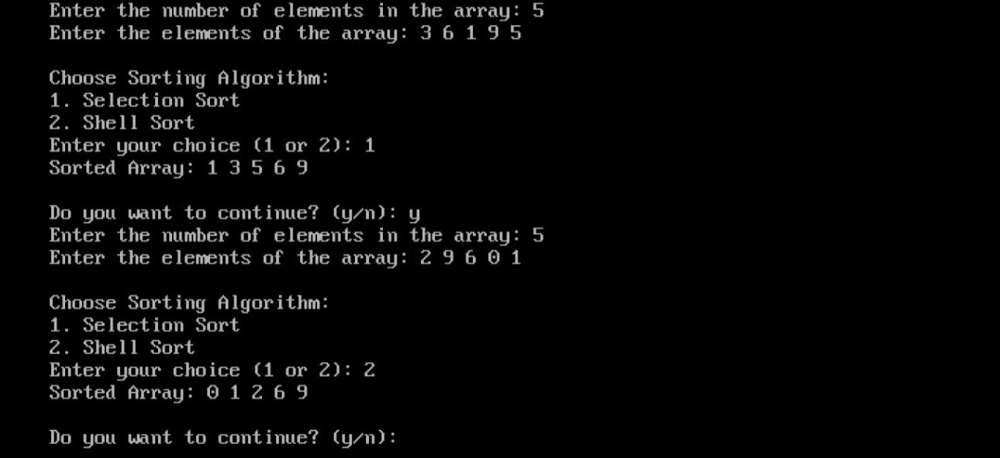 Enter the number of elements in the array: 5
Enter the elements of the array: 3 6 1 9 5
Choose Sorting Algorithm:
1. Selection Sort
2. Shell Sort
Enter your choice (1 or 2): 1
Sorted Array: 1 3 5 6 9
Do you want to continue? (y/n): y
Enter the number of elements in the array: 5
Enter the elements of the array: 2 9 6 0 1
Choose Sorting Algorithm:
1. Selection Sort
2. Shell Sort
Enter your choice (1 or 2): 2
Sorted Array: 0 1 2 6 9
Do you want to continue? (y/n):